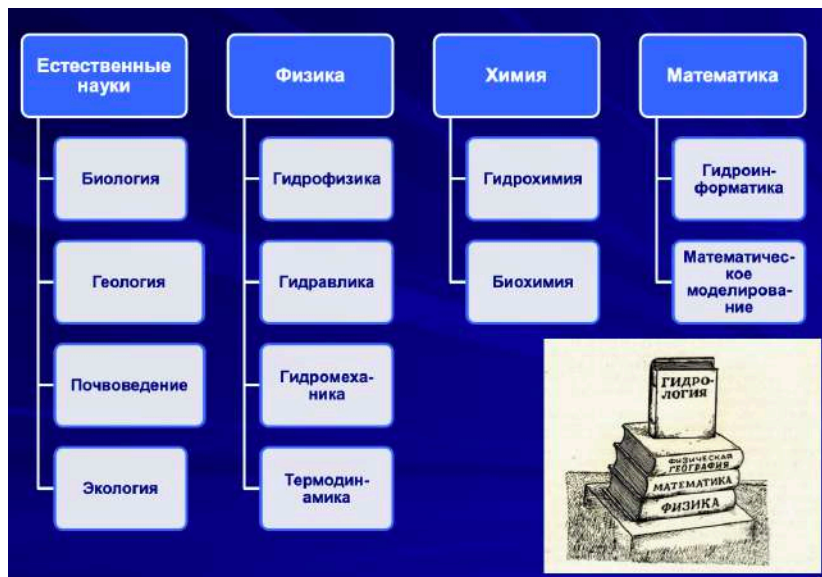 Естественные
науки
Биология
Геология
Почвоведение
Экология
Физика
Гидрофизика
Гидравлика
Гидромеха-
ника
Термодин-
амика
Химия
Гидрохимия
Биохимия
Математика
Гидроин-
форматика
Математичес-
кое
моделирова-
ние
ГИДРО-
ЛОГИЯ
ФИЗИЧЕСКАЯ
ГЕОГРАФИЯ
МАТЕМАТИКА
ФИЗИКА